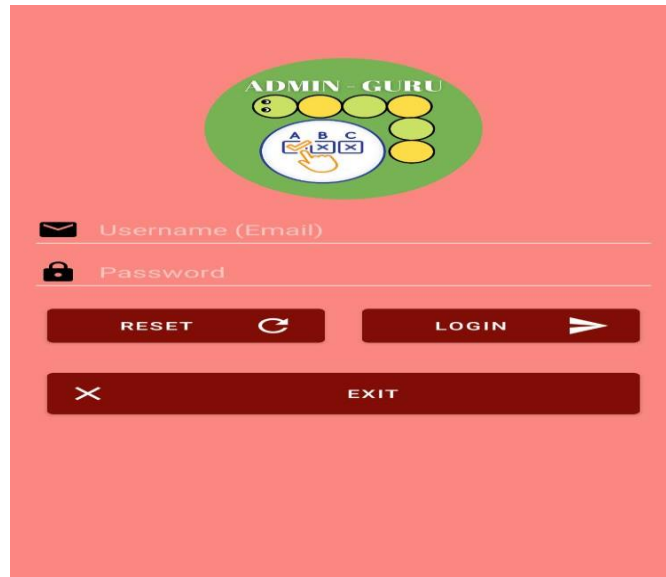 ADMIN - GURU
A B C
Username (Email)
Password
RESET
LOGIN
EXIT